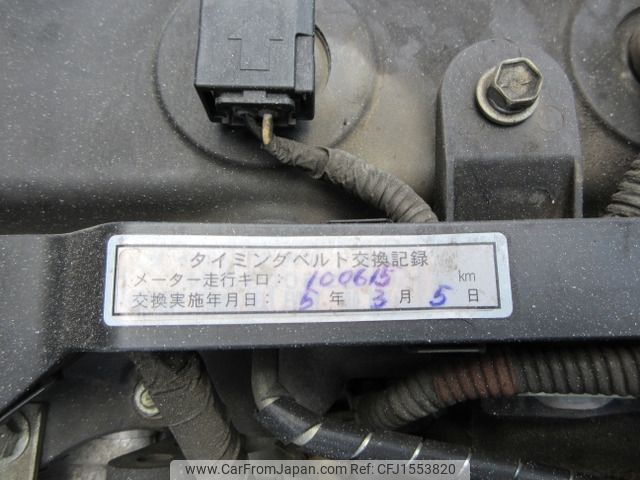 タイミングベルト交換記録
メーター走行キロ： 100615 km
交換実施年月日： 5 年 3 月 5 日
www.CarFromJapan.com | CFJ1553820